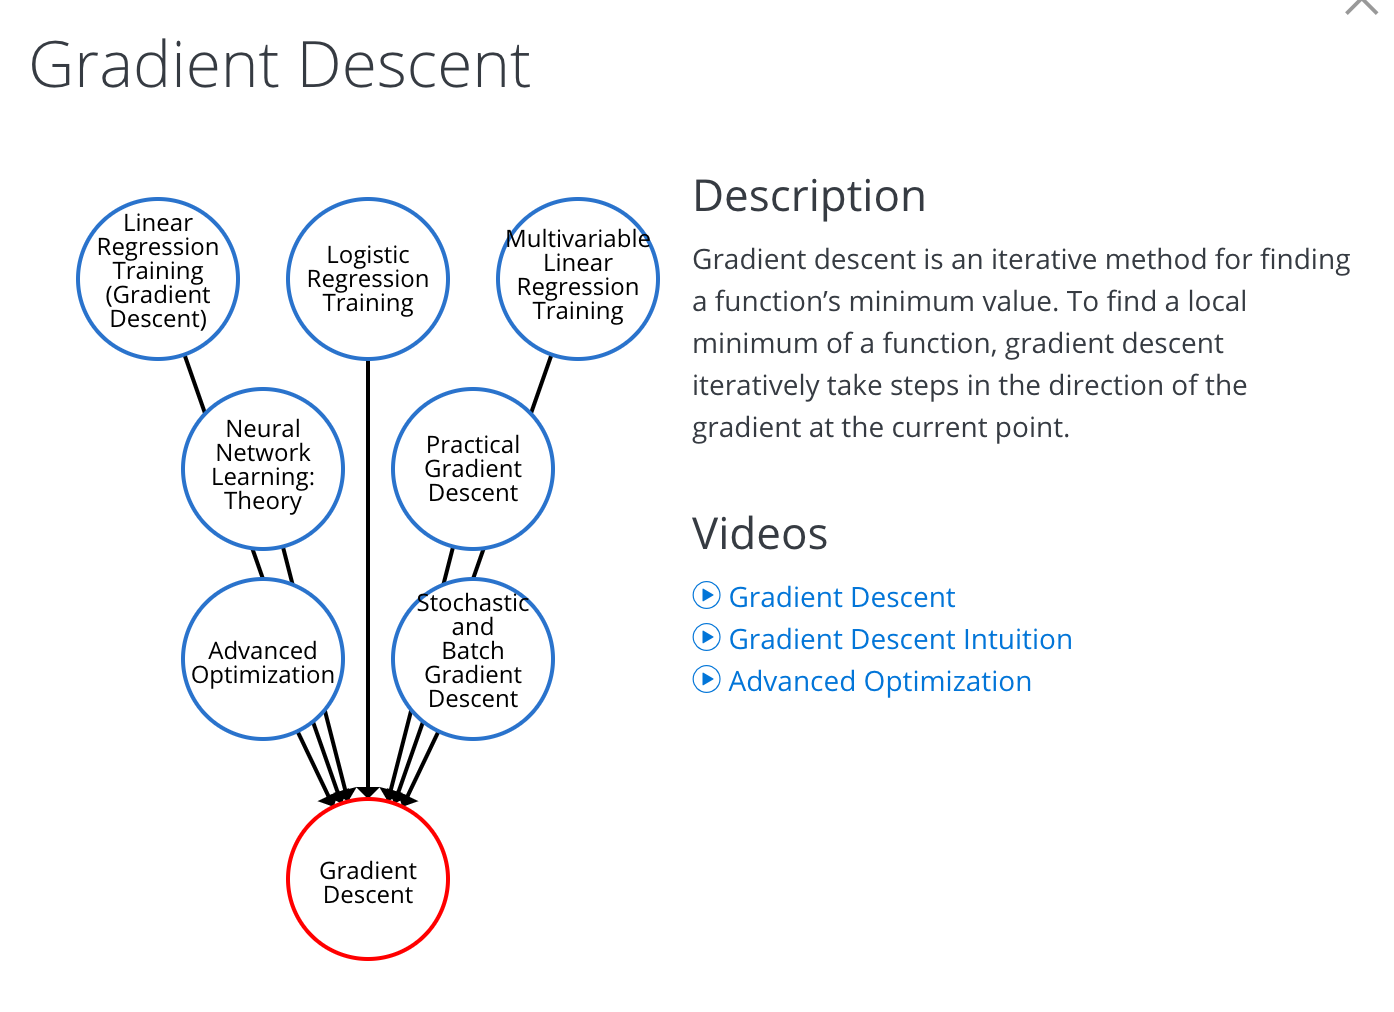 Gradient Descent
Linear
Regression
Training
(Gradient
Descent)
Logistic
Regression
Training
Multivariable
Linear
Regression
Training
Neural
Network
Learning:
Theory
Practical
Gradient
Descent
Advanced
Optimization
Stochastic
and
Batch
Gradient
Descent
Gradient
Descent
Description
Gradient descent is an iterative method for finding
a function’s minimum value. To find a local
minimum of a function, gradient descent
iteratively take steps in the direction of the
gradient at the current point.
Videos
Gradient Descent
Gradient Descent Intuition
Advanced Optimization